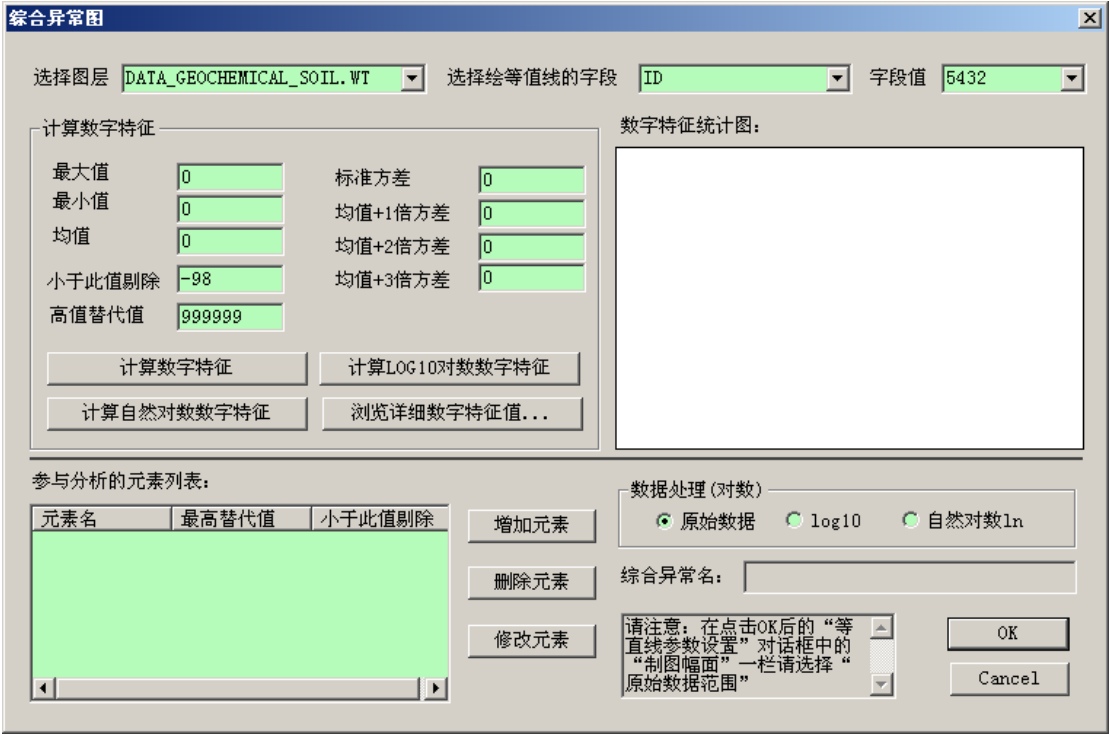 综合异常图
选择图层 DATA_GEOCHEMICAL_SOIL.WT 选择绘等值线的字段 ID 字段值 5432
计算数字特征
最大值 0
最小值 0
均值 0
小于此值剔除 -98
高值替代值 999999
标准方差 0
均值+1倍方差 0
均值+2倍方差 0
均值+3倍方差 0
计算数字特征 计算LOG10对数数字特征
计算自然对数数字特征 浏览详细数字特征值...
数字特征统计图:
参与分析的元素列表:
元素名 最高替代值 小于此值剔除
增加元素
删除元素
修改元素
数据处理(对数)
原始数据 log10 自然对数ln
综合异常名:
请注意: 在点击OK后的“等
直线参数设置”对话框中的
“制图幅面”一栏请选择“
原始数据范围”
OK
Cancel